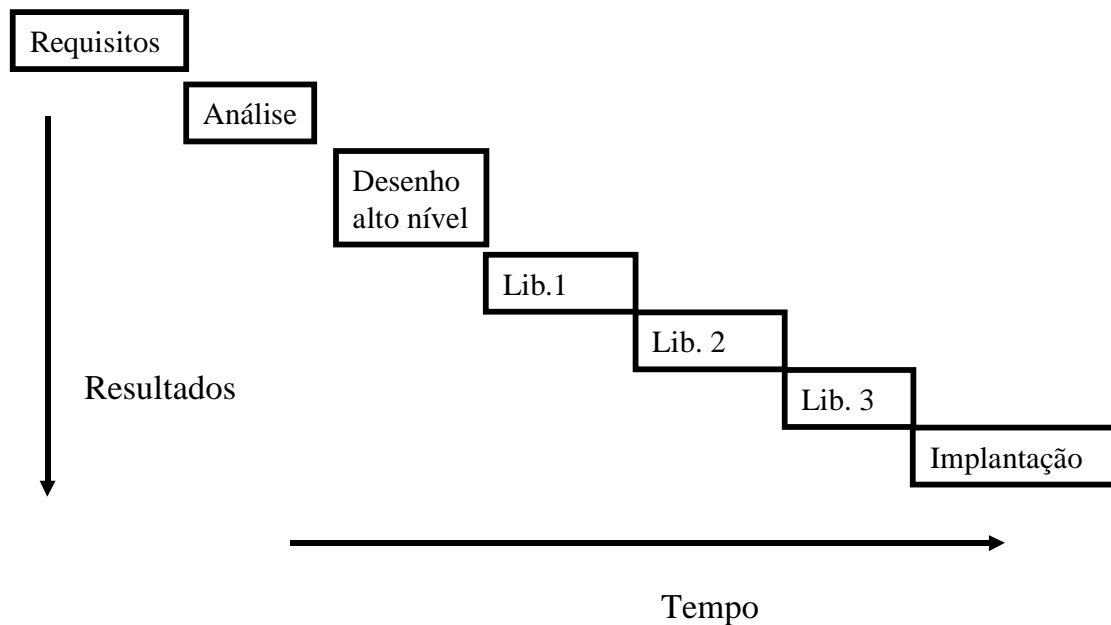 Requisitos
Análise
Desenho
alto nível
Lib.1
Lib. 2
Resultados
Lib. 3
Implantação
Tempo